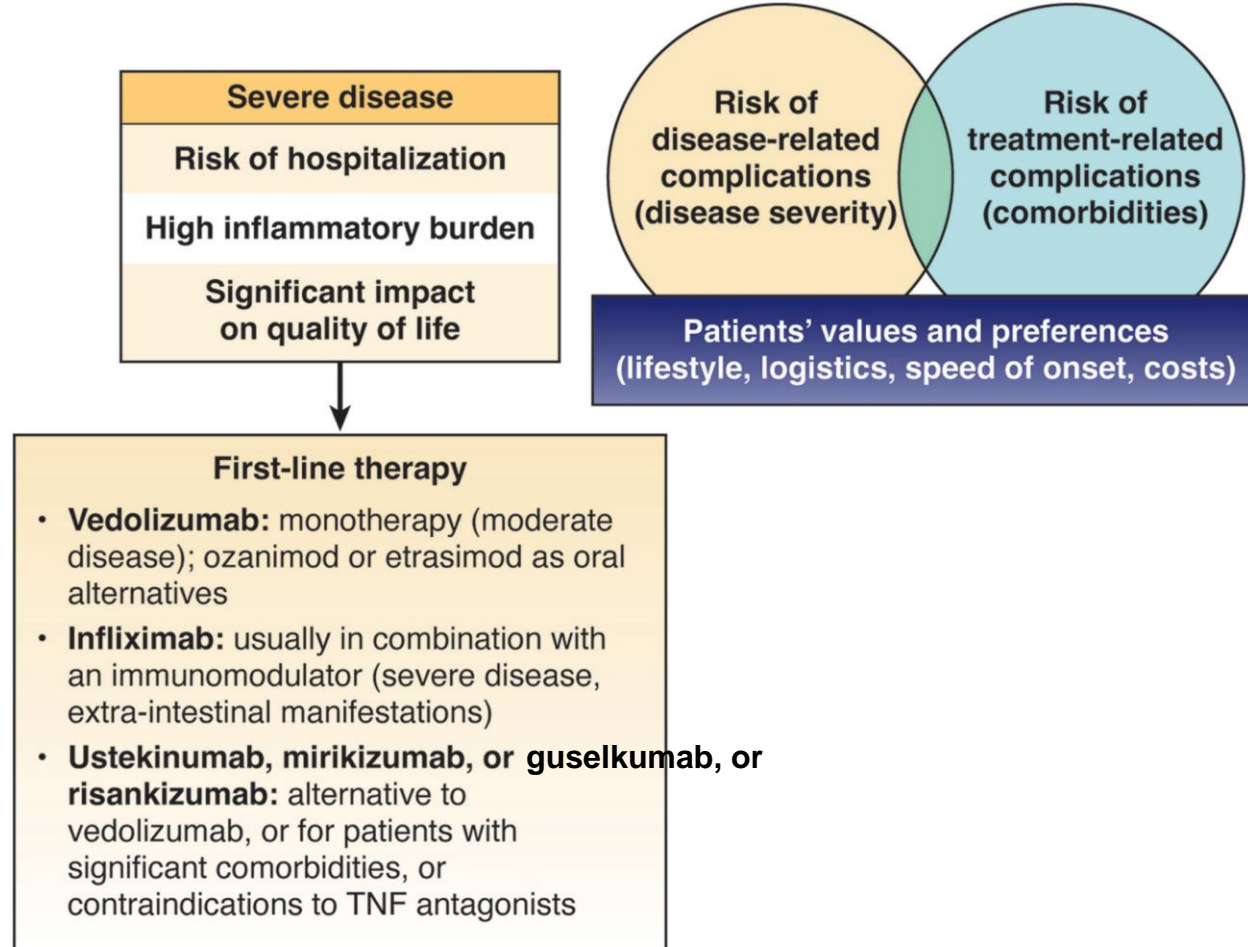 Severe disease
Risk of hospitalization
High inflammatory burden
Significant impact
on quality of life
Risk of
disease-related
complications
(disease severity)
Risk of
treatment-related
complications
(comorbidities)
Patients’ values and preferences
(lifestyle, logistics, speed of onset, costs)
First-line therapy
• Vedolizumab: monotherapy (moderate
disease); ozanimod or etrasimod as oral
alternatives
• Infliximab: usually in combination with
an immunomodulator (severe disease,
extra-intestinal manifestations)
• Ustekinumab, mirikizumab, or guselkumab, or
risankizumab: alternative to
vedolizumab, or for patients with
significant comorbidities, or
contraindications to TNF antagonists